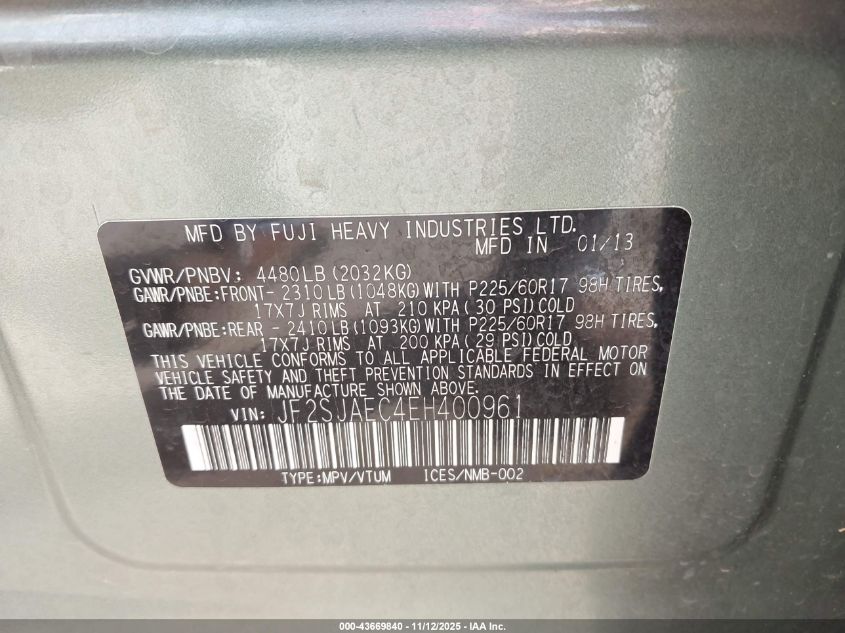 MFD BY FUJI HEAVY INDUSTRIES LTD.
MFD IN 01/13
GVWR/PNBV: 4480LB (2032KG)
GAWR/PNBE:FRONT- 2310 LB (1048KG) WITH P225/60R17 98H TIRES,
17X7J RIMS AT 210 KPA( 30 PSI)COLD
GAWR/PNBE:REAR - 2410 LB (1093KG) WITH P225/60R17 98H TIRES,
17X7J RIMS AT 200 KPA( 29 PSI)COLD
THIS VEHICLE CONFORMS TO ALL APPLICABLE FEDERAL MOTOR
VEHICLE SAFETY AND THEFT PREVENTION STANDARDS IN EFFECT ON
THE DATE OF MANUFACTURE SHOWN ABOVE.
VIN: JF2SJAEC4EH400961
TYPE:MPV/VTUM ICES/NMB-002
000-43669840 - 11/12/2025 - IAA Inc.